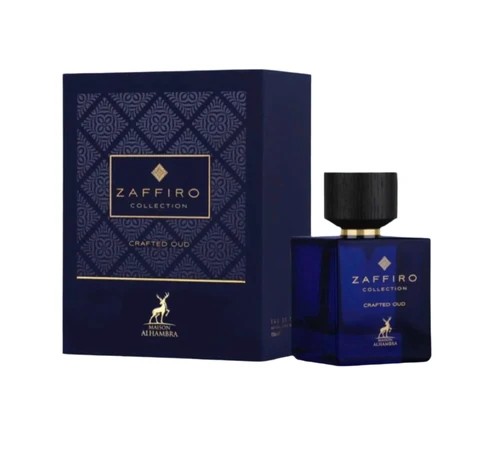 ZAFFIRO
COLLECTION
CRAFTED OUD
MAISON
ALHAMBRA
ZAFFIRO
COLLECTION
CRAFTED OUD
MAISON
ALHAMBRA